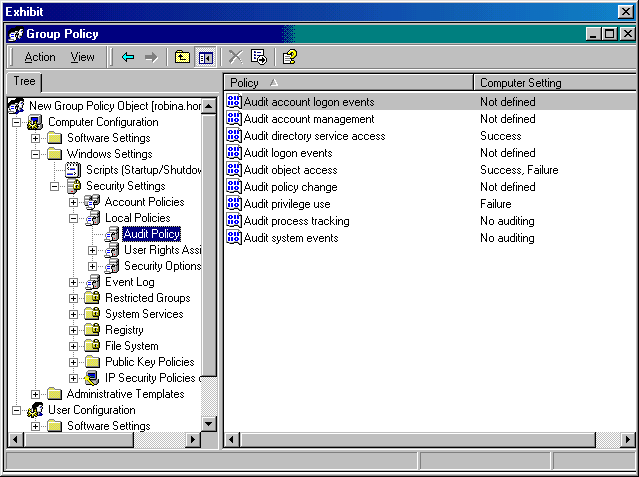 Exhibit
Group Policy
Action View
Tree
New Group Policy Object [robina.hor
Computer Configuration
Software Settings
Windows Settings
Scripts (Startup/Shutdov
Security Settings
Account Policies
Local Policies
Audit Policy
User Rights Assi
Security Options
Event Log
Restricted Groups
System Services
Registry
File System
Public Key Policies
IP Security Policies o
Administrative Templates
User Configuration
Software Settings
Policy Computer Setting
Audit account logon events Not defined
Audit account management Not defined
Audit directory service access Success
Audit logon events Not defined
Audit object access Success, Failure
Audit policy change Not defined
Audit privilege use Failure
Audit process tracking No auditing
Audit system events No auditing